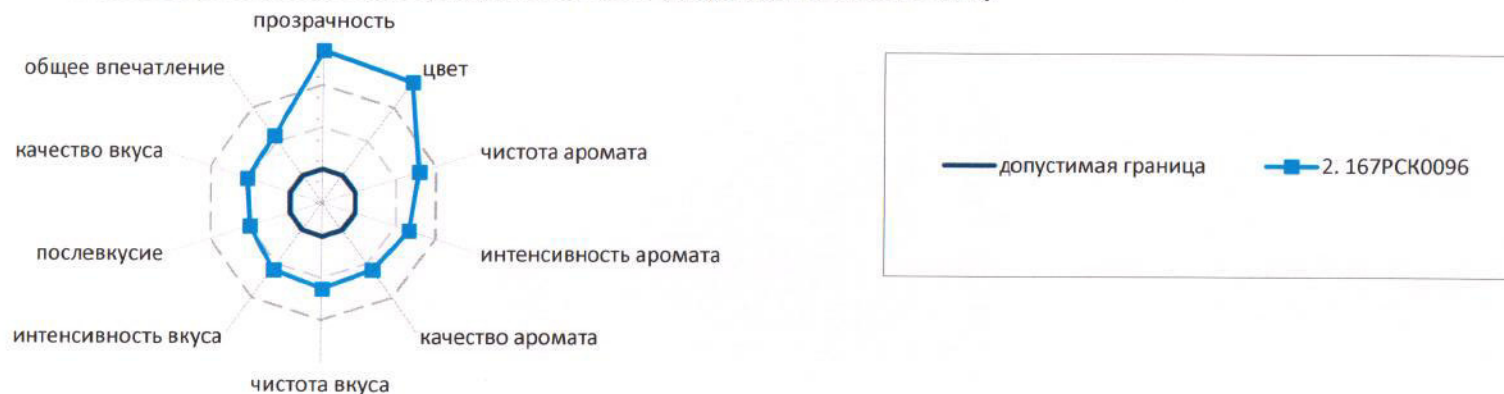 прозрачность
общее впечатление
цвет
качество вкуса
чистота аромата
допустимая граница
2. 167РСК0096
послевкусие
интенсивность аромата
интенсивность вкуса
качество аромата
чистота вкуса